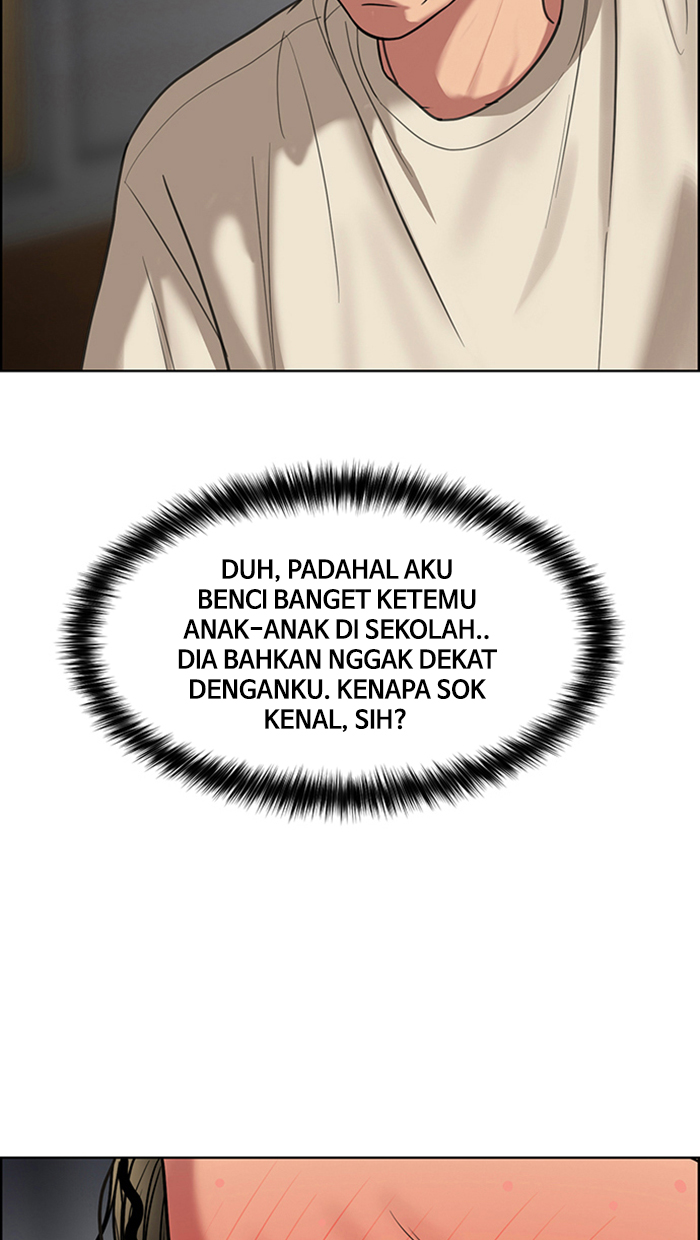 DUH, PADAHAL AKU
BENCI BANGET KETEMU
ANAK-ANAK DI SEKOLAH..
DIA BAHKAN NGGAK DEKAT
DENGANKU. KENAPA SOK
KENAL, SIH?